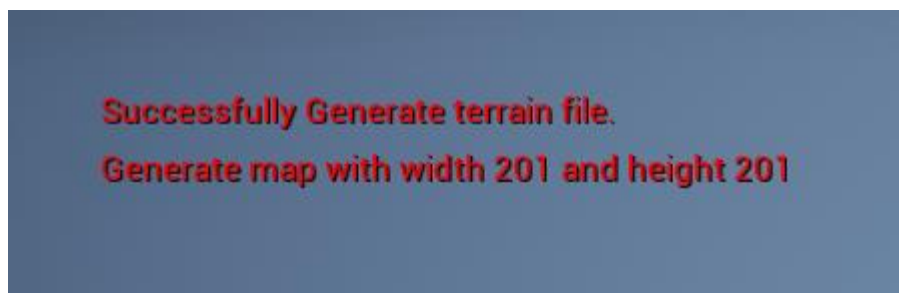 Successfully Generate terrain file.
Generate map with width 201 and height 201